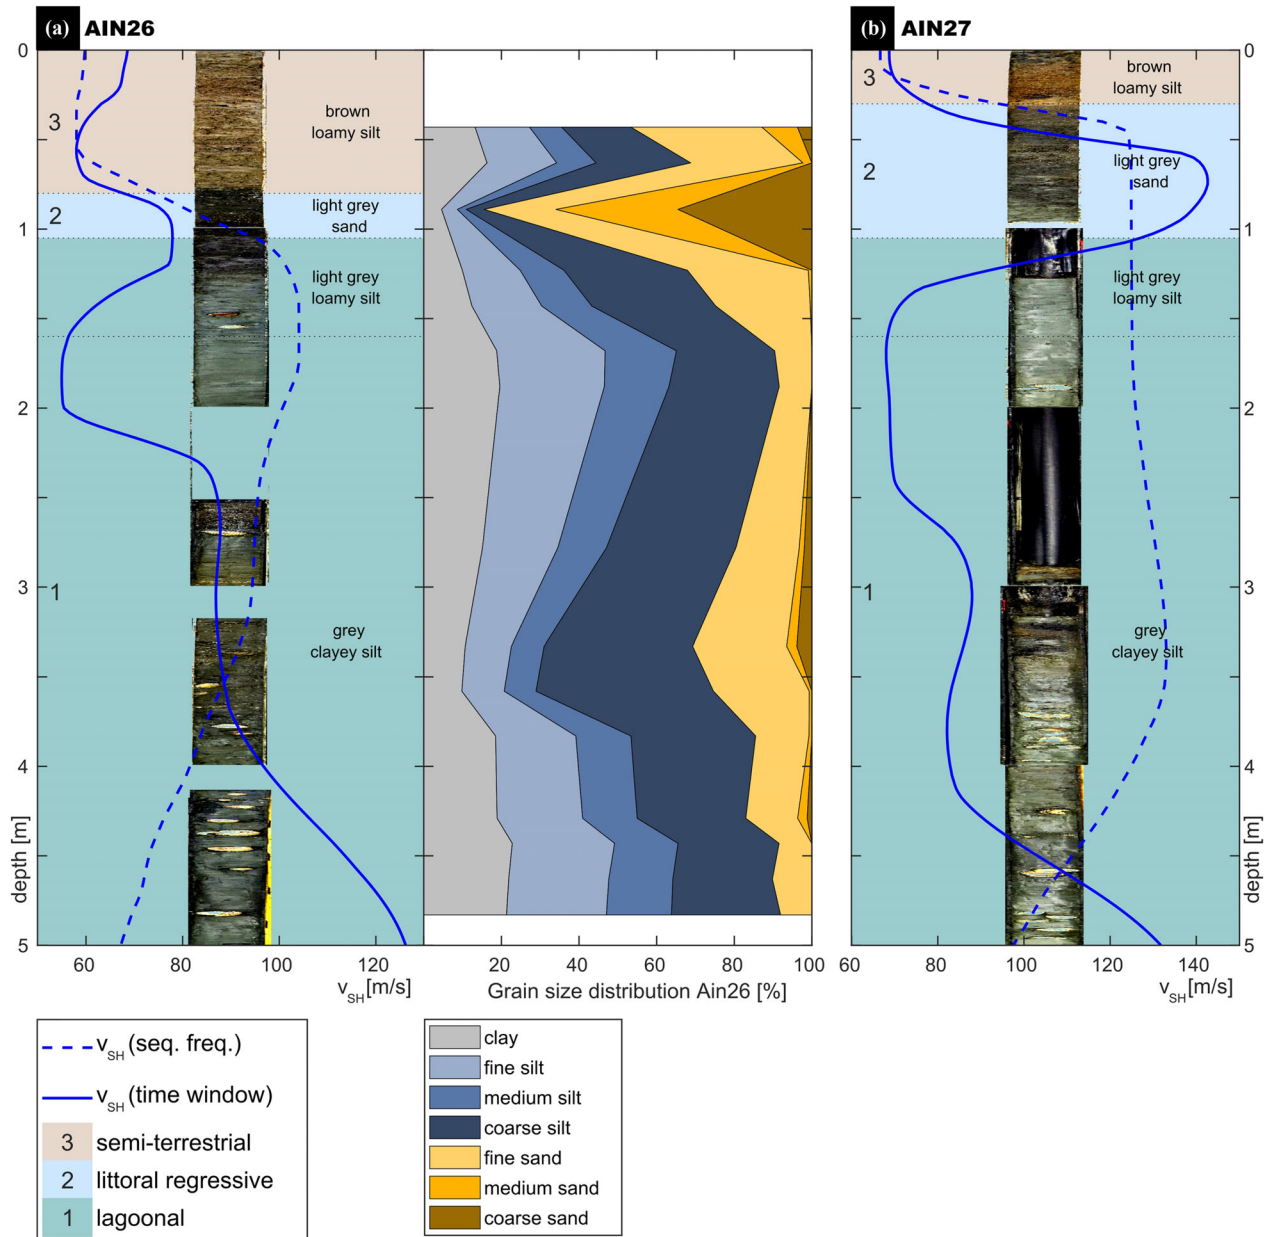 (a) AIN26
(b) AIN27
0
3
brown
loamy silt
2
light grey
sand
1
light grey
loamy silt
2
3
1
grey
clayey silt
4
depth [m]
5
60
80
100
120
vSH[m/s]
20
40
60
80
100
Grain size distribution Ain26 [%]
0
3
brown
loamy silt
2
light grey
sand
1
light grey
loamy silt
2
3
1
grey
clayey silt
4
depth [m]
5
60
80
100
120
140
vSH[m/s]
vSH (seq. freq.)
vSH (time window)
3 semi-terrestrial
2 littoral regressive
1 lagoonal
clay
fine silt
medium silt
coarse silt
fine sand
medium sand
coarse sand